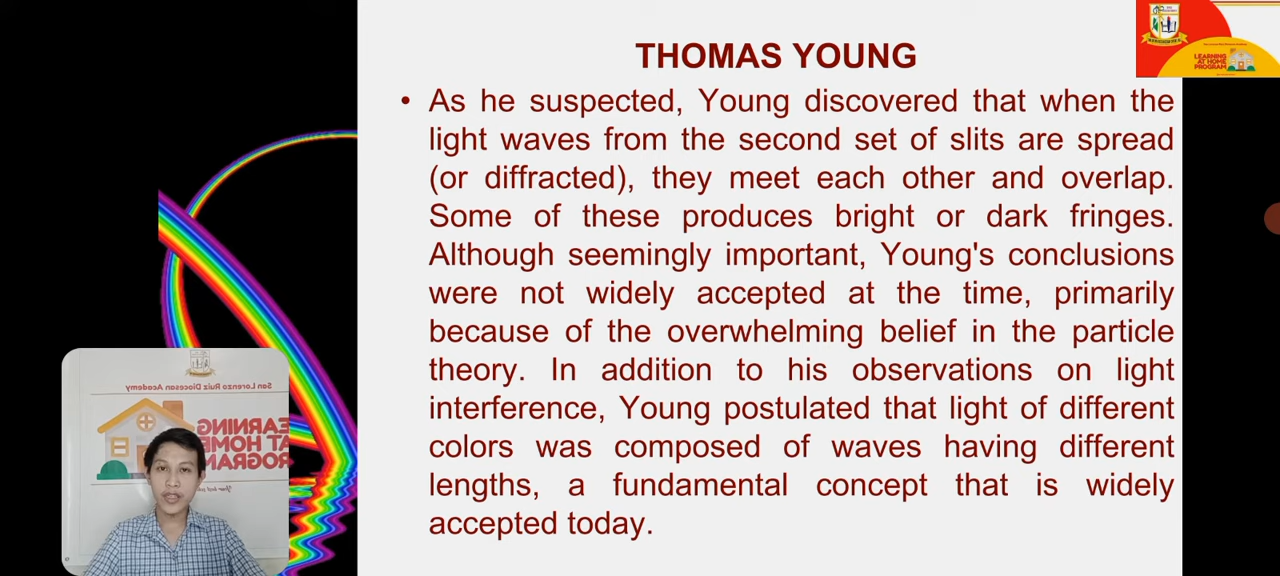 THOMAS YOUNG
• As he suspected, Young discovered that when the
light waves from the second set of slits are spread
(or diffracted), they meet each other and overlap.
Some of these produces bright or dark fringes.
Although seemingly important, Young's conclusions
were not widely accepted at the time, primarily
because of the overwhelming belief in the particle
theory. In addition to his observations on light
interference, Young postulated that light of different
colors was composed of waves having different
lengths, a fundamental concept that is widely
accepted today.
LEARNING
AT HOME
PROGRAM
San Lorenzo Ruiz Diocesan Academy
LEARNING
AT HOME
PROGRAM